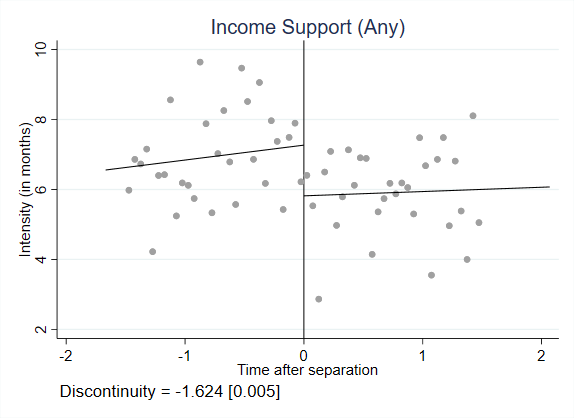 Income Support (Any)
10
8
6
4
2
Intensity (in months)
-2
-1
0
1
2
Time after separation
Discontinuity = -1.624 [0.005]